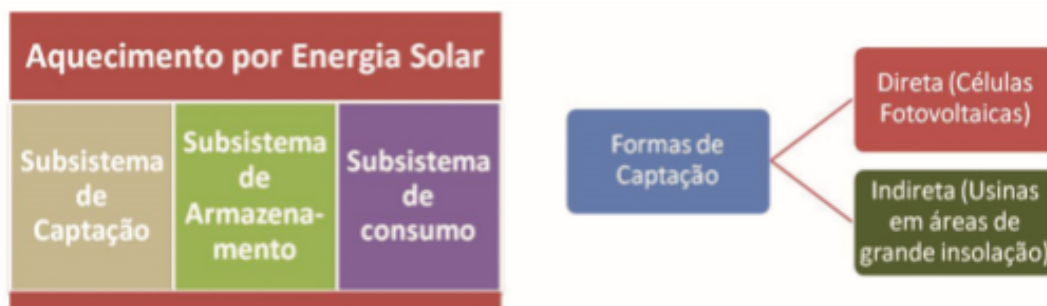 Aquecimento por Energia Solar
Subsistema
de
Captação
Subsistema
de
Armazena-
mento
Subsistema
de
consumo
Formas de
Captação
Direta (Células
Fotovoltaicas)
Indireta (Usinas
em áreas de
grande insolação)